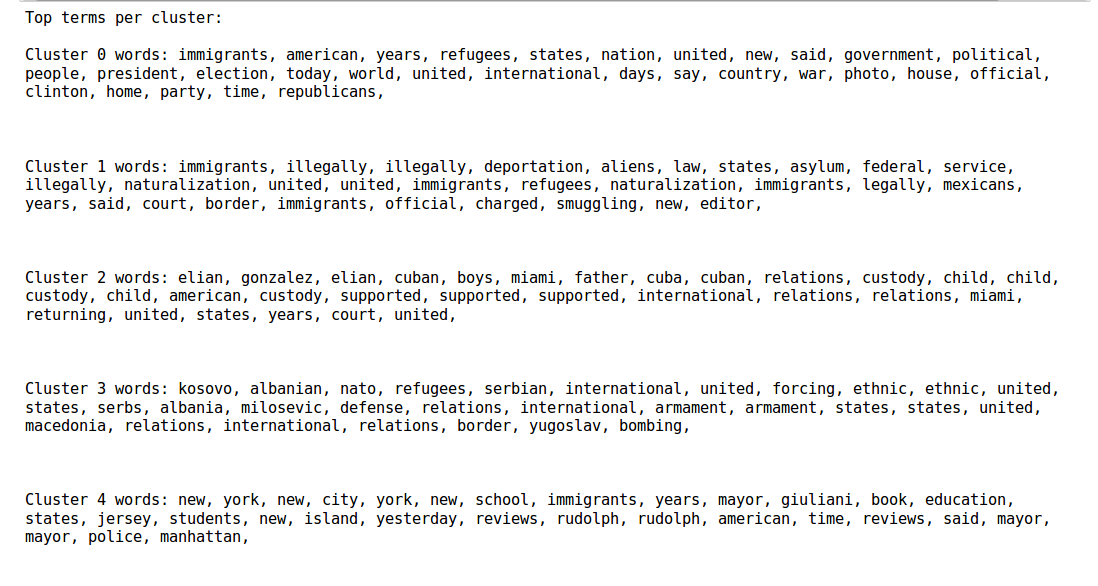 Top terms per cluster:
Cluster 0 words: immigrants, american, years, refugees, states, nation, united, new, said, government, political,
people, president, election, today, world, united, international, days, say, country, war, photo, house, official,
clinton, home, party, time, republicans,
Cluster 1 words: immigrants, illegally, illegally, deportation, aliens, law, states, asylum, federal, service,
illegally, naturalization, united, united, immigrants, refugees, naturalization, immigrants, legally, mexicans,
years, said, court, border, immigrants, official, charged, smuggling, new, editor,
Cluster 2 words: elian, gonzalez, elian, cuban, boys, miami, father, cuba, cuban, relations, custody, child, child,
custody, child, american, custody, supported, supported, supported, international, relations, relations, miami,
returning, united, states, years, court, united,
Cluster 3 words: kosovo, albanian, nato, refugees, serbian, international, united, forcing, ethnic, ethnic, united,
states, serbs, albania, milosevic, defense, relations, international, armament, armament, states, states, united,
macedonia, relations, international, relations, border, yugoslav, bombing,
Cluster 4 words: new, york, new, city, york, new, school, immigrants, years, mayor, giuliani, book, education,
states, jersey, students, new, island, yesterday, reviews, rudolph, rudolph, american, time, reviews, said, mayor,
mayor, police, manhattan,